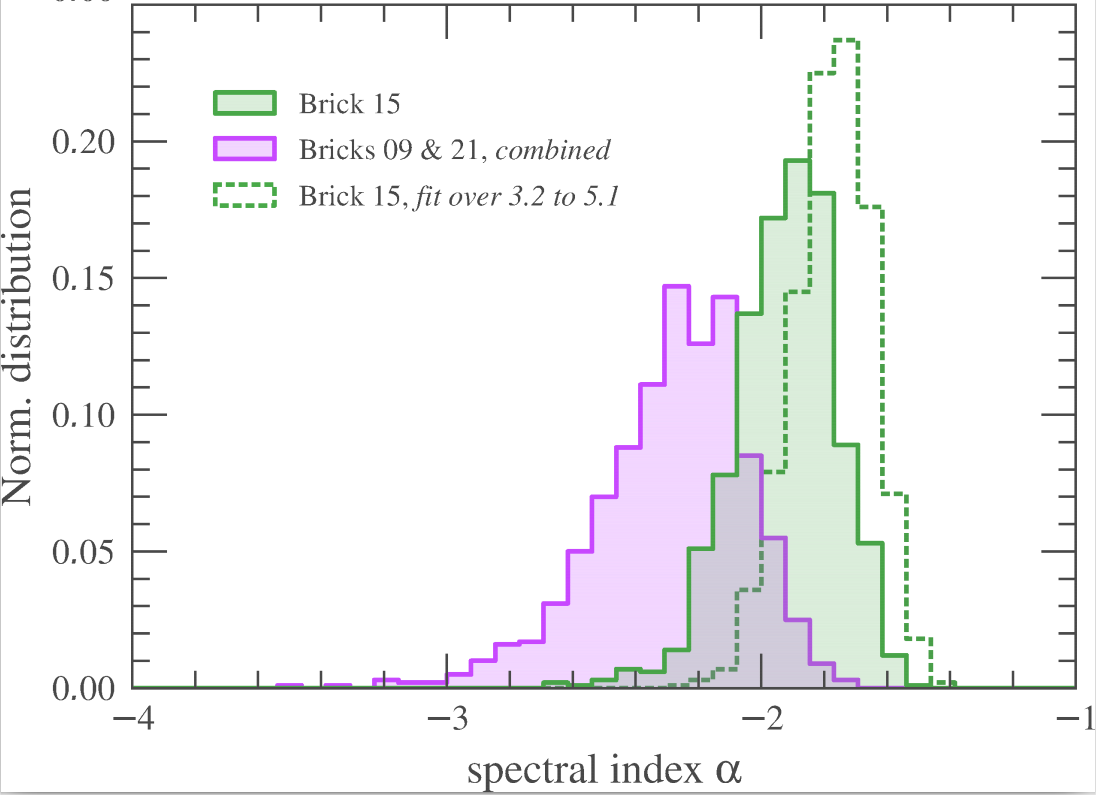 Brick 15
Bricks 09 & 21, combined
Brick 15, fit over 3.2 to 5.1
Norm. distribution
0.20
0.15
0.10
0.05
0.00
−4
−3
−2
−1
spectral index α